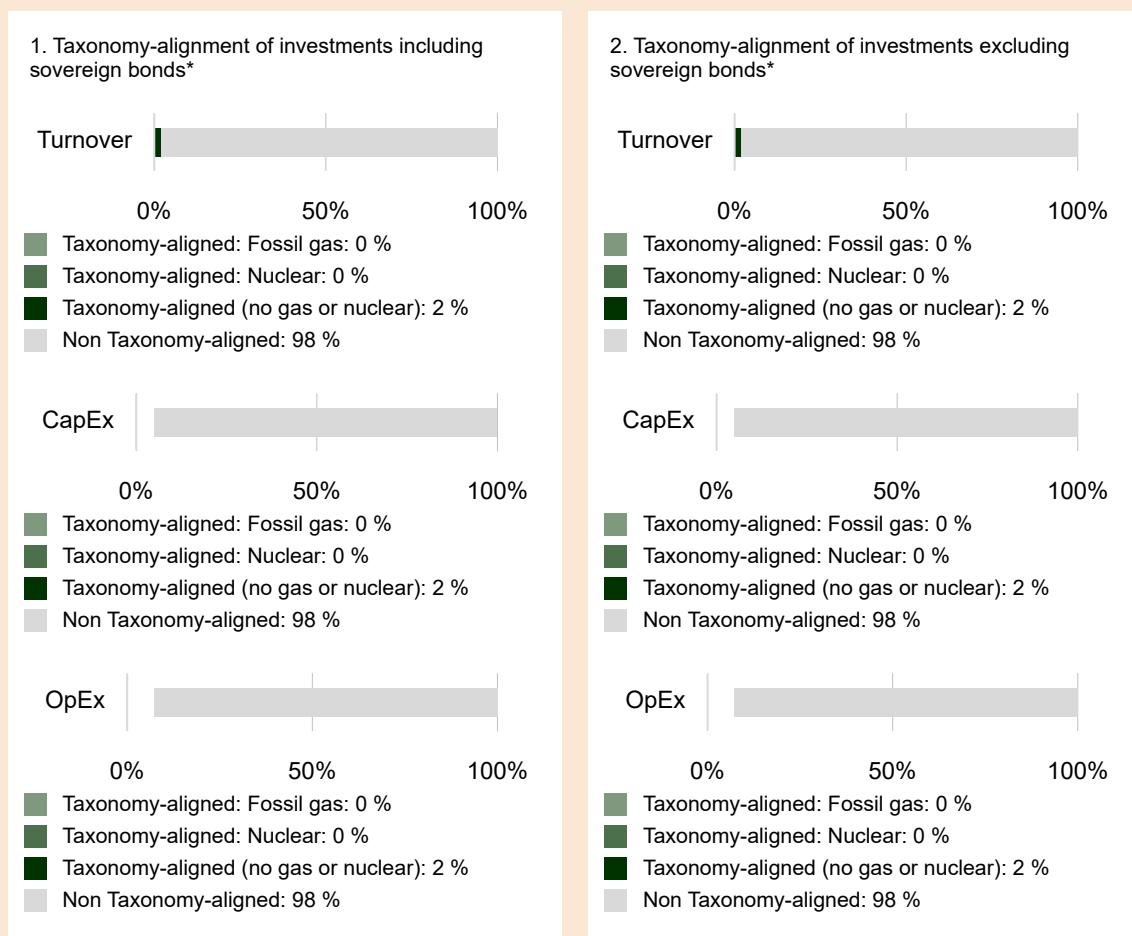 1. Taxonomy-alignment of investments including
sovereign bonds*
Turnover
0% 50% 100%
Taxonomy-aligned: Fossil gas: 0 %
Taxonomy-aligned: Nuclear: 0 %
Taxonomy-aligned (no gas or nuclear): 2 %
Non Taxonomy-aligned: 98 %
CapEx
0% 50% 100%
Taxonomy-aligned: Fossil gas: 0 %
Taxonomy-aligned: Nuclear: 0 %
Taxonomy-aligned (no gas or nuclear): 2 %
Non Taxonomy-aligned: 98 %
OpEx
0% 50% 100%
Taxonomy-aligned: Fossil gas: 0 %
Taxonomy-aligned: Nuclear: 0 %
Taxonomy-aligned (no gas or nuclear): 2 %
Non Taxonomy-aligned: 98 %
2. Taxonomy-alignment of investments excluding
sovereign bonds*
Turnover
0% 50% 100%
Taxonomy-aligned: Fossil gas: 0 %
Taxonomy-aligned: Nuclear: 0 %
Taxonomy-aligned (no gas or nuclear): 2 %
Non Taxonomy-aligned: 98 %
CapEx
0% 50% 100%
Taxonomy-aligned: Fossil gas: 0 %
Taxonomy-aligned: Nuclear: 0 %
Taxonomy-aligned (no gas or nuclear): 2 %
Non Taxonomy-aligned: 98 %
OpEx
0% 50% 100%
Taxonomy-aligned: Fossil gas: 0 %
Taxonomy-aligned: Nuclear: 0 %
Taxonomy-aligned (no gas or nuclear): 2 %
Non Taxonomy-aligned: 98 %